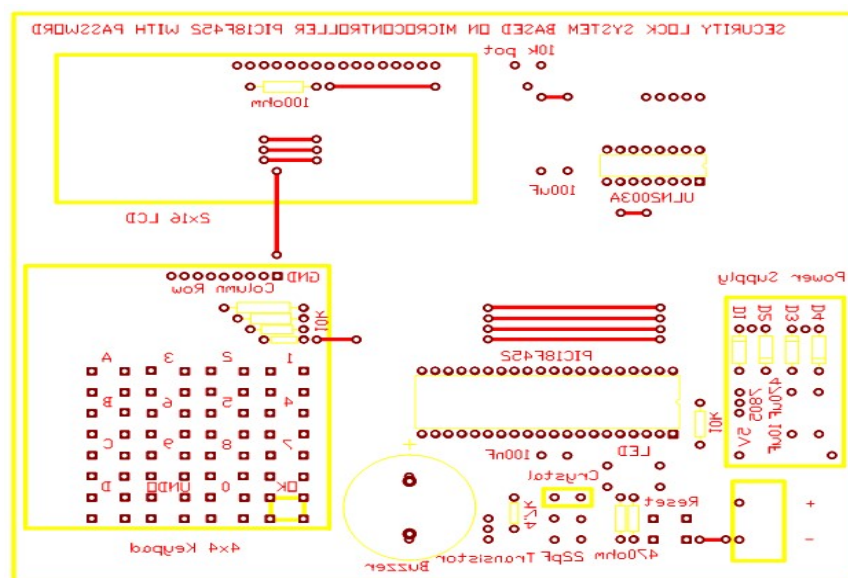 SECURITY LOCK SYSTEM BASED ON MICROCONTROLLER PIC18F452 WITH PASSWORD
10k pot
100ohm
100uF
ULN2003A
2x16 LCD
GND
Row Column
10K
Power Supply
D1
D2
D3
D4
PIC18F452
1 2 3 A
4 5 6 B
7 8 9 C
OK 0 UNDO D
4x4 Keypad
7805 5V
470uF 10uF
10K
LED
100nF
+
Crystal
4.7K
Reset
+
-
470ohm
22pF
Transistor
Buzzer